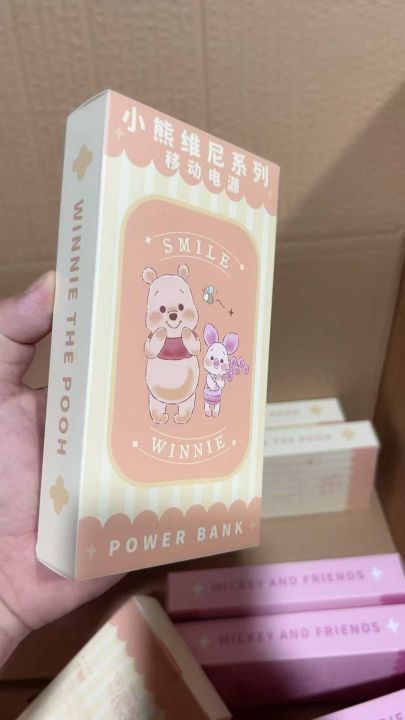 小熊维尼系列
移动电源
SMILE
WINNIE
POWER BANK
WINNIE THE POOH
THE POOH
MICKEY AND FRIENDS
MICKEY AND FRIENDS